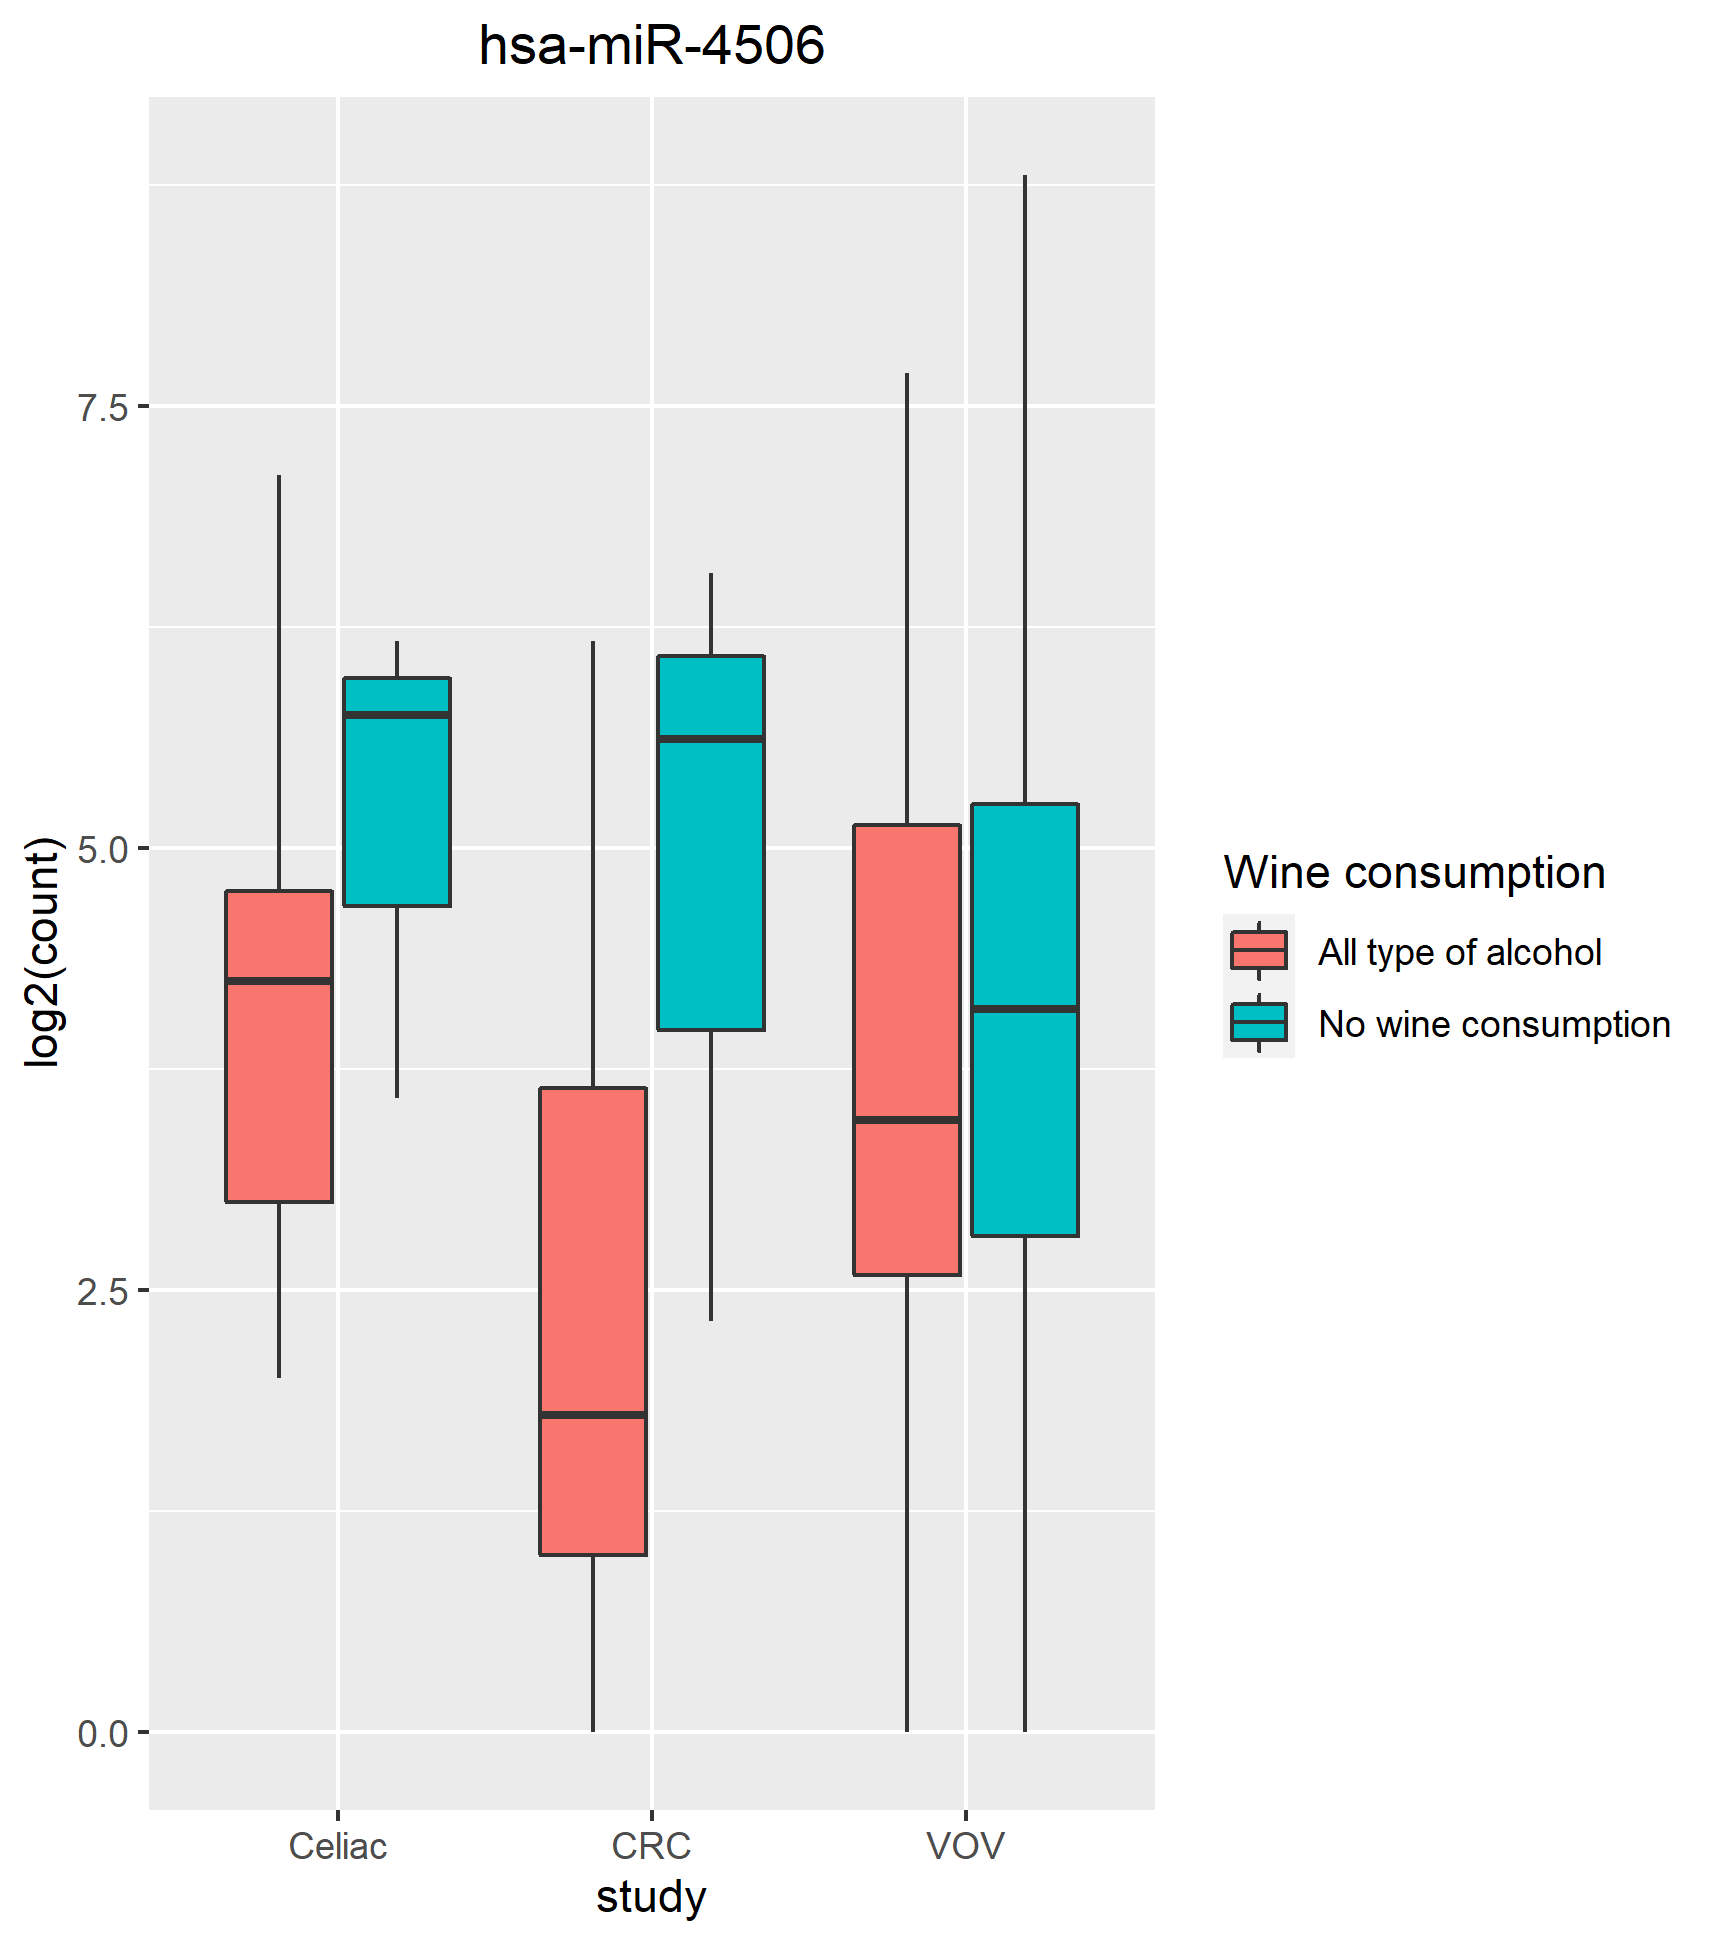 hsa-miR-4506
log2(count)
7.5
5.0
2.5
0.0
Celiac
CRC
VOV
study
Wine consumption
All type of alcohol
No wine consumption